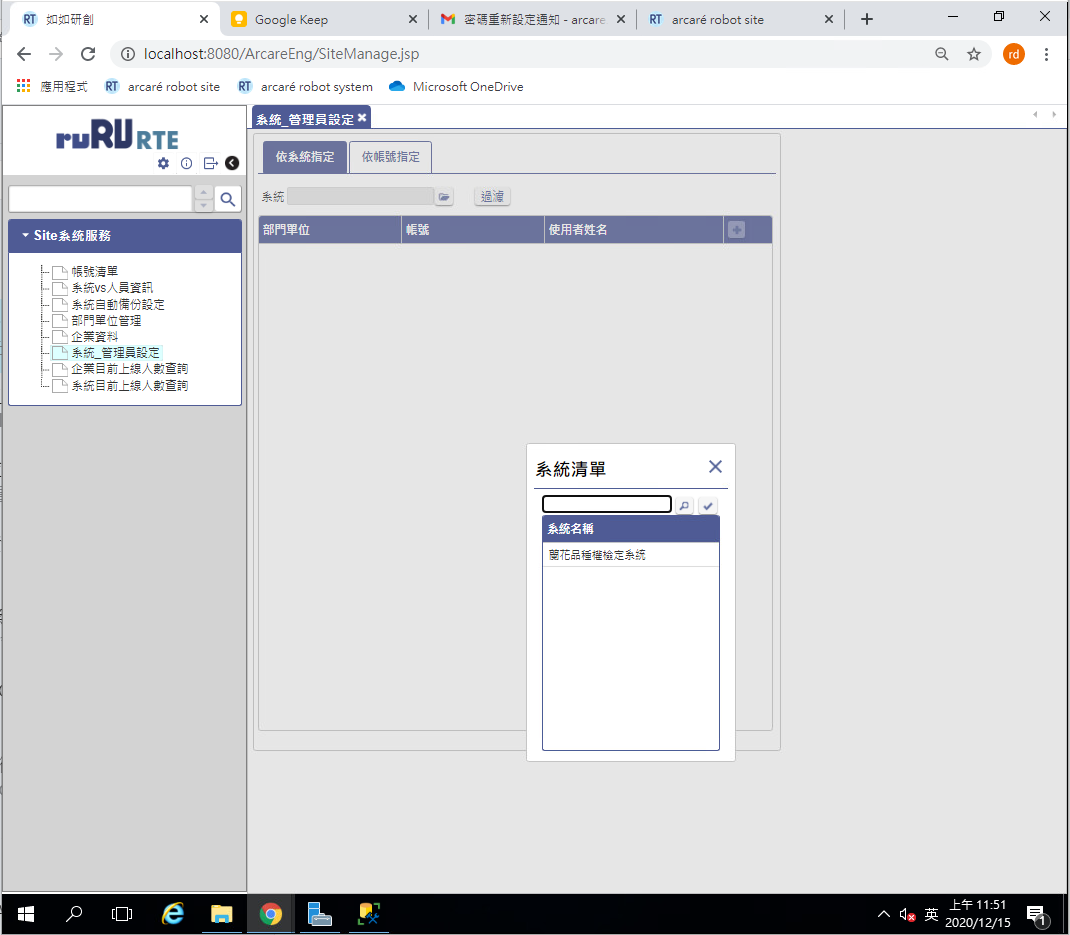 如如研創
Google Keep
密碼重新設定通知 - arcare
arcaré robot site
localhost:8080/ArcareEng/SiteManage.jsp
rd
應用程式
arcaré robot site
arcaré robot system
Microsoft OneDrive
ruRU RTE
系統_管理員設定
依系統指定
依帳號指定
系統
過濾
Site系統服務
部門單位
帳號
使用者姓名
帳號清單
系統vs人員資訊
系統自動備份設定
部門單位管理
企業資料
系統_管理員設定
企業目前上線人數查詢
系統目前上線人數查詢
系統清單
系統名稱
蘭花品種權檢定系統
英
上午 11:51
2020/12/15
1